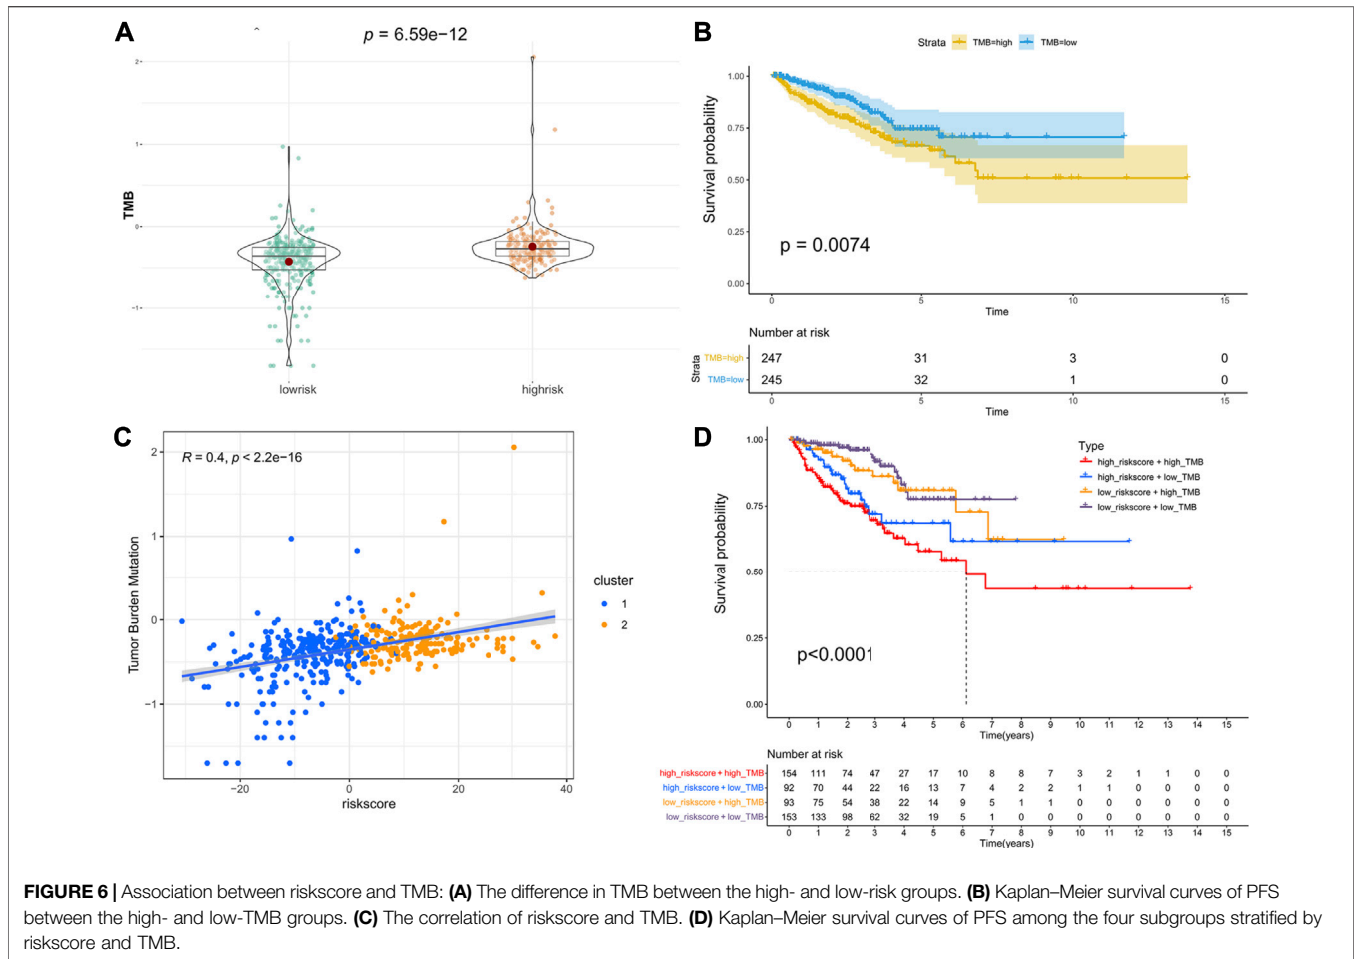 A
p = 6.59e−12
TMB
2
1
0
−1
lowrisk
highrisk
B
Strata
TMB=high
TMB=low
Survival probability
1.00
0.75
0.50
0.25
0.00
p = 0.0074
0
5
10
15
Time
Number at risk
Strata
TMB=high
247
31
3
0
TMB=low
245
32
1
0
0
5
10
15
Time
C
R = 0.4, p < 2.2e−16
Tumor Burden Mutation
2
1
0
−1
−20
0
20
40
riskscore
cluster
1
2
D
Type
high_riskscore + high_TMB
high_riskscore + low_TMB
low_riskscore + high_TMB
low_riskscore + low_TMB
Survival probability
1.00
0.75
0.50
0.25
0.00
p<0.0001
0 1 2 3 4 5 6 7 8 9 10 11 12 13 14 15
Time(years)
Number at risk
high_riskscore + high_TMB 154 111 74 47 27 17 10 8 8 7 3 2 1 1 0 0
high_riskscore + low_TMB 92 70 44 22 16 13 7 4 2 2 1 1 0 0 0 0
low_riskscore + high_TMB 93 75 54 38 22 14 9 5 1 1 0 0 0 0 0 0
low_riskscore + low_TMB 153 133 98 62 32 19 5 1 0 0 0 0 0 0 0 0
0 1 2 3 4 5 6 7 8 9 10 11 12 13 14 15
Time(years)
FIGURE 6 | Association between riskscore and TMB: (A) The difference in TMB between the high- and low-risk groups. (B) Kaplan–Meier survival curves of PFS
between the high- and low-TMB groups. (C) The correlation of riskscore and TMB. (D) Kaplan–Meier survival curves of PFS among the four subgroups stratified by
riskscore and TMB.